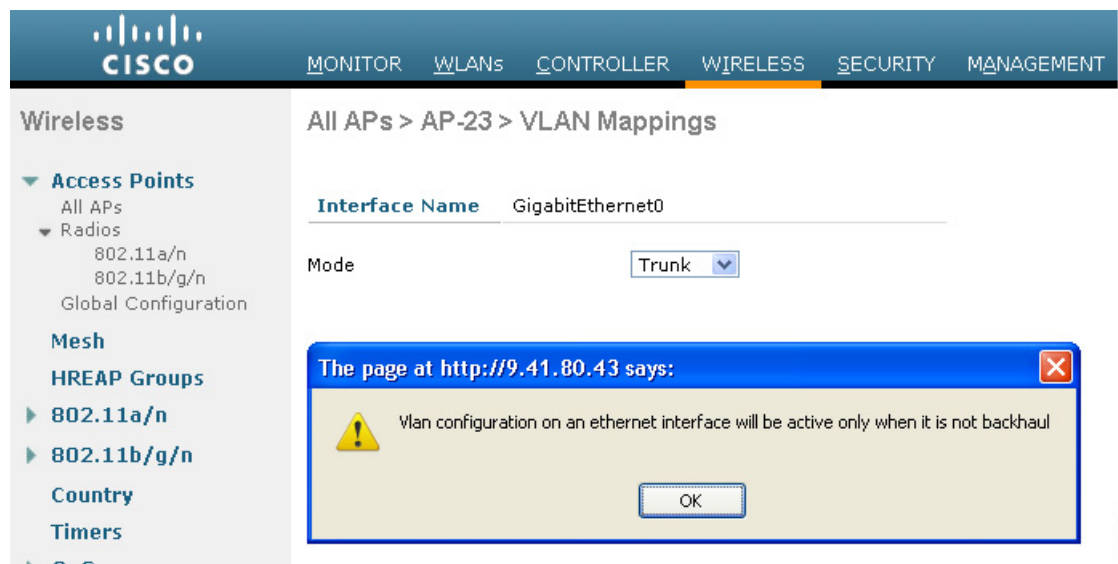 CISCO
MONITOR WLANs CONTROLLER WIRELESS SECURITY MANAGEMENT
Wireless
Access Points
All APs
Radios
802.11a/n
802.11b/g/n
Global Configuration
Mesh
HREAP Groups
802.11a/n
802.11b/g/n
Country
Timers
All APs > AP-23 > VLAN Mappings
Interface Name GigabitEthernet0
Mode Trunk
The page at http://9.41.80.43 says:
Vlan configuration on an ethernet interface will be active only when it is not backhaul
OK